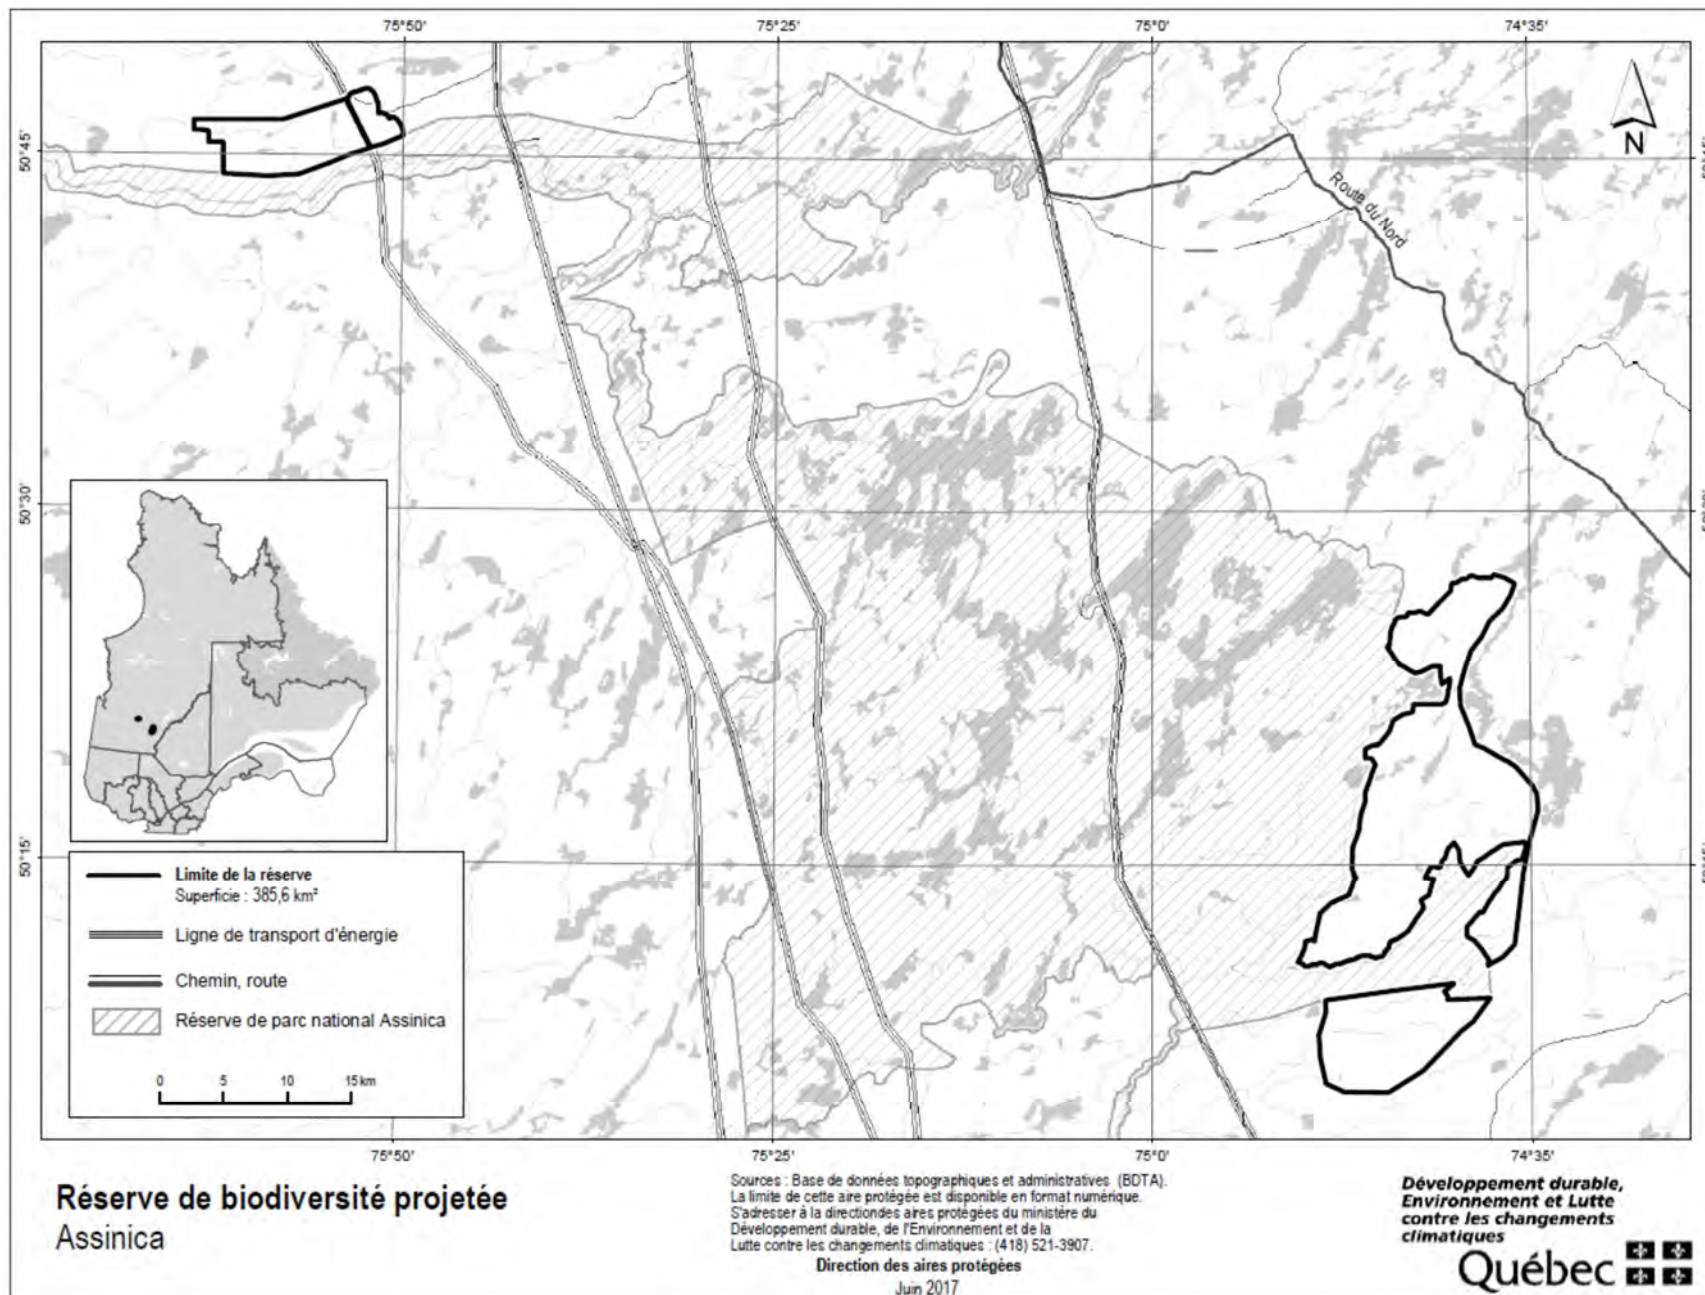 75°50' 75°25' 75°0' 74°35'
50°45'
Route du Nord
N
50°30'
50°15'
Limite de la réserve
Superficie : 385,6 km²
Ligne de transport d'énergie
Chemin, route
Réserve de parc national Assinica
0 5 10 15 km
75°50' 75°25' 75°0' 74°35'
Réserve de biodiversité projetée
Assinica
Sources : Base de données topographiques et administratives (BDTA).
La limite de cette aire protégée est disponible en format numérique.
S'adresser à la directiondes aires protégées du ministère du
Développement durable, de l'Environnement et de la
Lutte contre les changements climatiques : (418) 521-3907.
Direction des aires protégées
Juin 2017
Développement durable,
Environnement et Lutte
contre les changements
climatiques
Québec